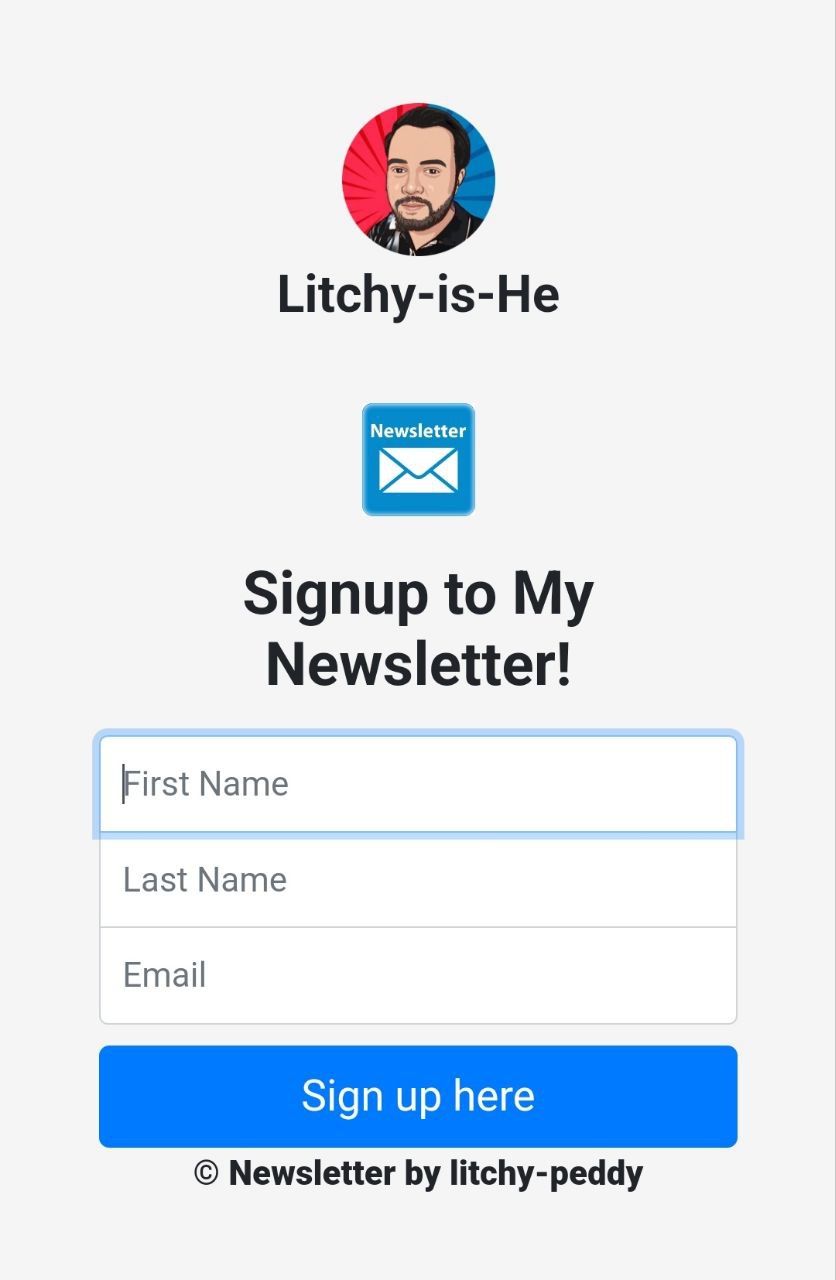 Litchy-is-He
Newsletter
Signup to My
Newsletter!
First Name
Last Name
Email
Sign up here
© Newsletter by litchy-peddy